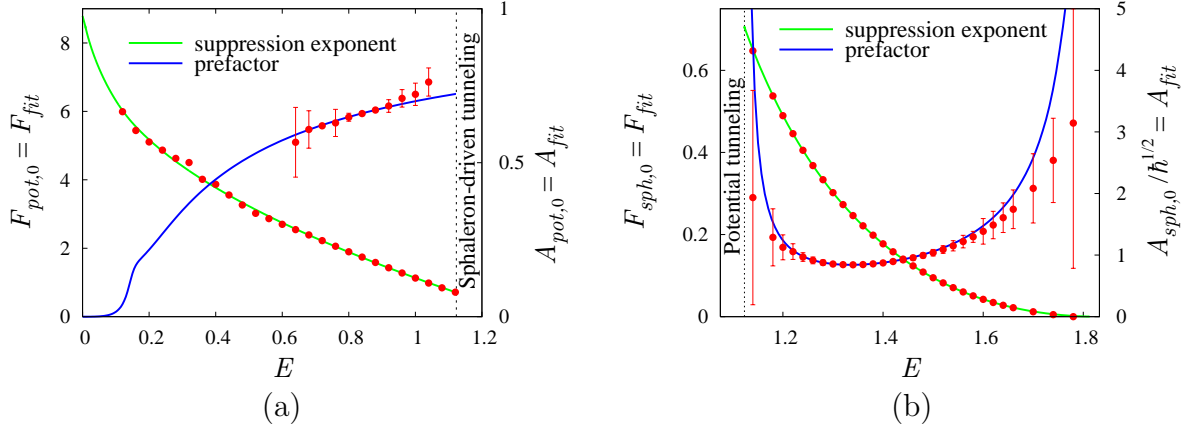 8
6
4
2
0
0
0.2
0.4
0.6
0.8
1
1.2
1
0.5
0
suppression exponent
prefactor
Sphaleron-driven tunneling
F_{pot,0} = F_{fit}
A_{pot,0} = A_{fit}
E
(a)
0.6
0.4
0.2
0
1.2
1.4
1.6
1.8
5
4
3
2
1
0
suppression exponent
prefactor
Potential tunneling
F_{sph,0} = F_{fit}
A_{sph,0}/ħ^{1/2} = A_{fit}
E
(b)